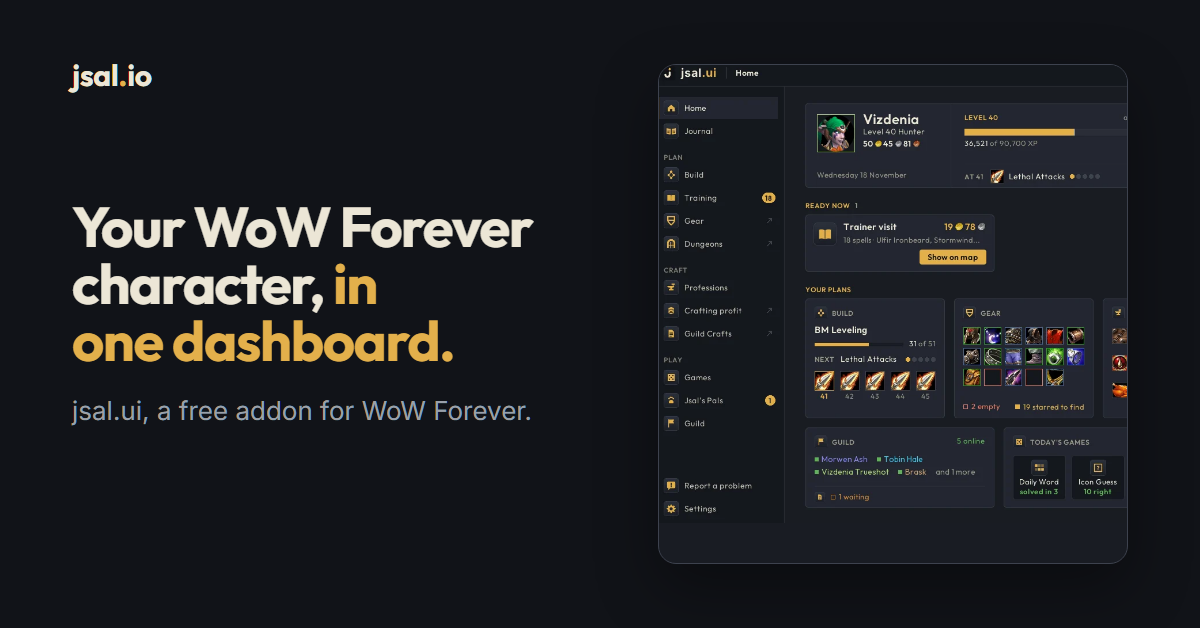 jsal.io
Your WoW Forever
character, in
one dashboard.
jsal.ui, a free addon for WoW Forever.
jsal.ui Home
Home
Journal
PLAN
Build
Training 18
Gear
Dungeons
CRAFT
Professions
Crafting profit
Guild Crafts
PLAY
Games
Jsal's Pals 1
Guild
Report a problem
Settings
Vizdenia
Level 40 Hunter
50 45 81
Wednesday 18 November
LEVEL 40
36,521 of 90,700 XP
AT 41 Lethal Attacks
READY NOW 1
Trainer visit 19 78
18 spells · Ulfir Ironbeard, Stormwind...
Show on map
YOUR PLANS
BUILD
BM Leveling
31 of 51
NEXT Lethal Attacks
41 42 43 44 45
GEAR
2 empty 19 starred to find
GUILD 5 online
Morwen Ash Tobin Hale
Vizdenia Trueshot Brask and 1 more
1 waiting
TODAY'S GAMES
Daily Word
solved in 3
Icon Guess
10 right